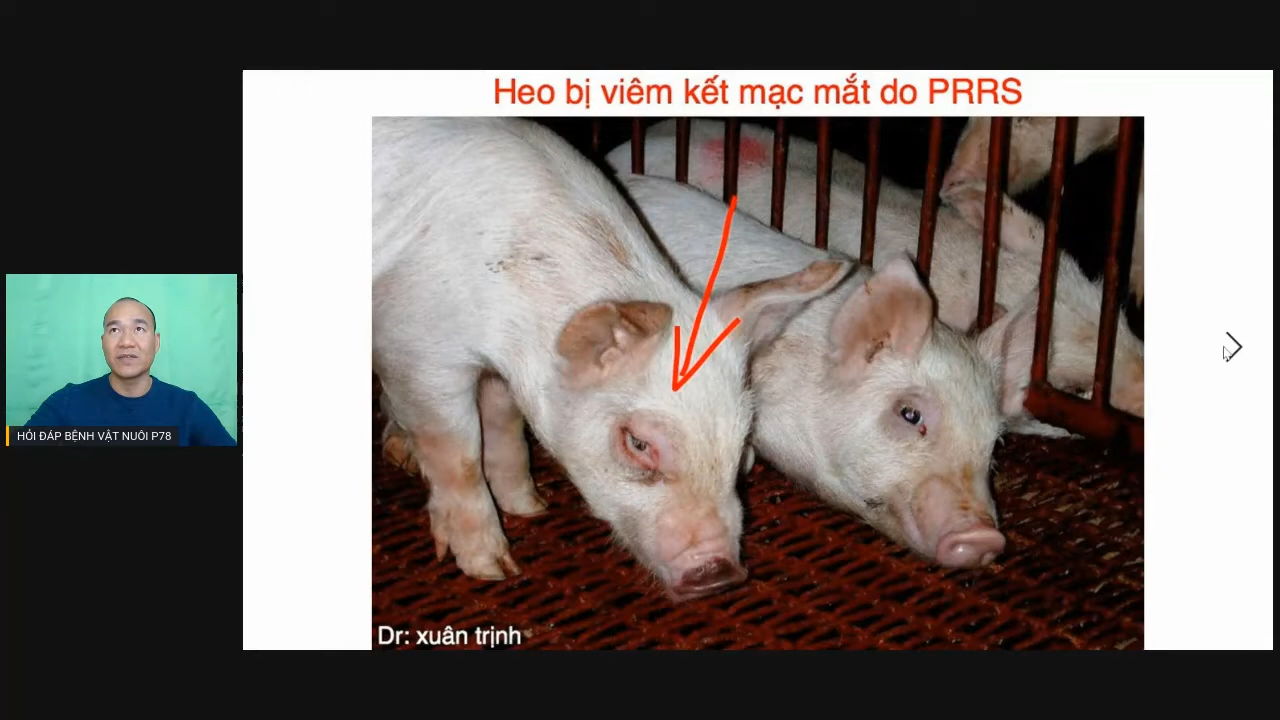 Heo bị viêm kết mạc mắt do PRRS
HỎI ĐÁP BỆNH VẬT NUÔI P78
Dr: xuân trịnh